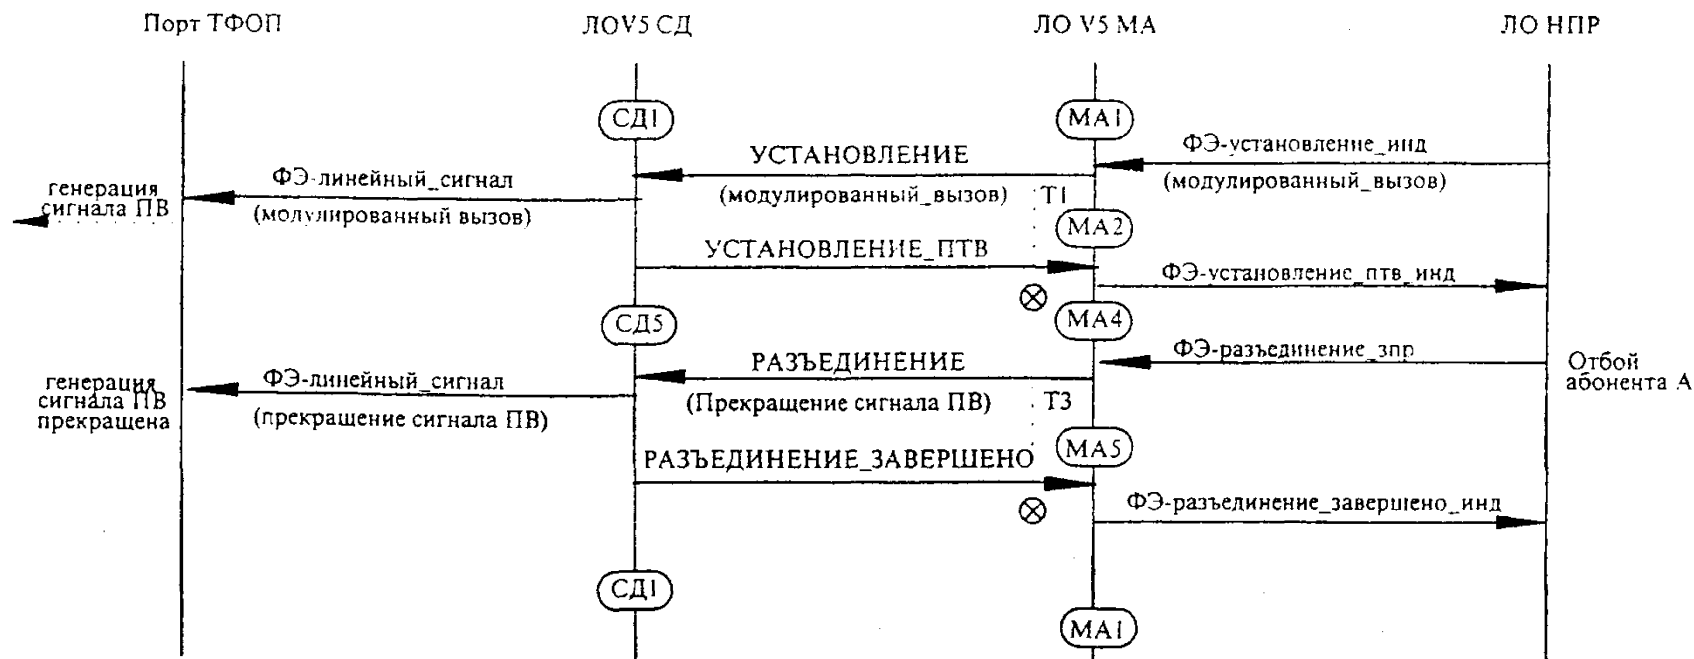 Порт ТФОП
ЛОV5 СД
ЛО V5 МА
ЛО НПР
СД1
МА1
ФЭ-установление_инд
УСТАНОВЛЕНИЕ
(модулированный_вызов)
ФЭ-линейный_сигнал
(модулированный_вызов)
Т1
генерация
сигнала ПВ
(модулированный вызов)
МА2
УСТАНОВЛЕНИЕ_ПТВ
ФЭ-установление_птв_инд
СД5
МА4
ФЭ-разъединение_зпр
РАЗЪЕДИНЕНИЕ
Отбой
абонента А
ФЭ-линейный_сигнал
(Прекращение сигнала ПВ)
Т3
генерация
сигнала ПВ
прекращена
(прекращение сигнала ПВ)
МА5
РАЗЪЕДИНЕНИЕ_ЗАВЕРШЕНО
ФЭ-разъединение_завершено_инд
СД1
МА1